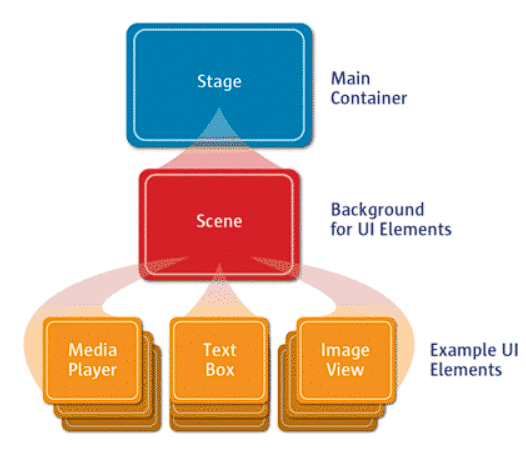 Stage
Main
Container
Scene
Background
for UI Elements
Media
Player
Text
Box
Image
View
Example UI
Elements